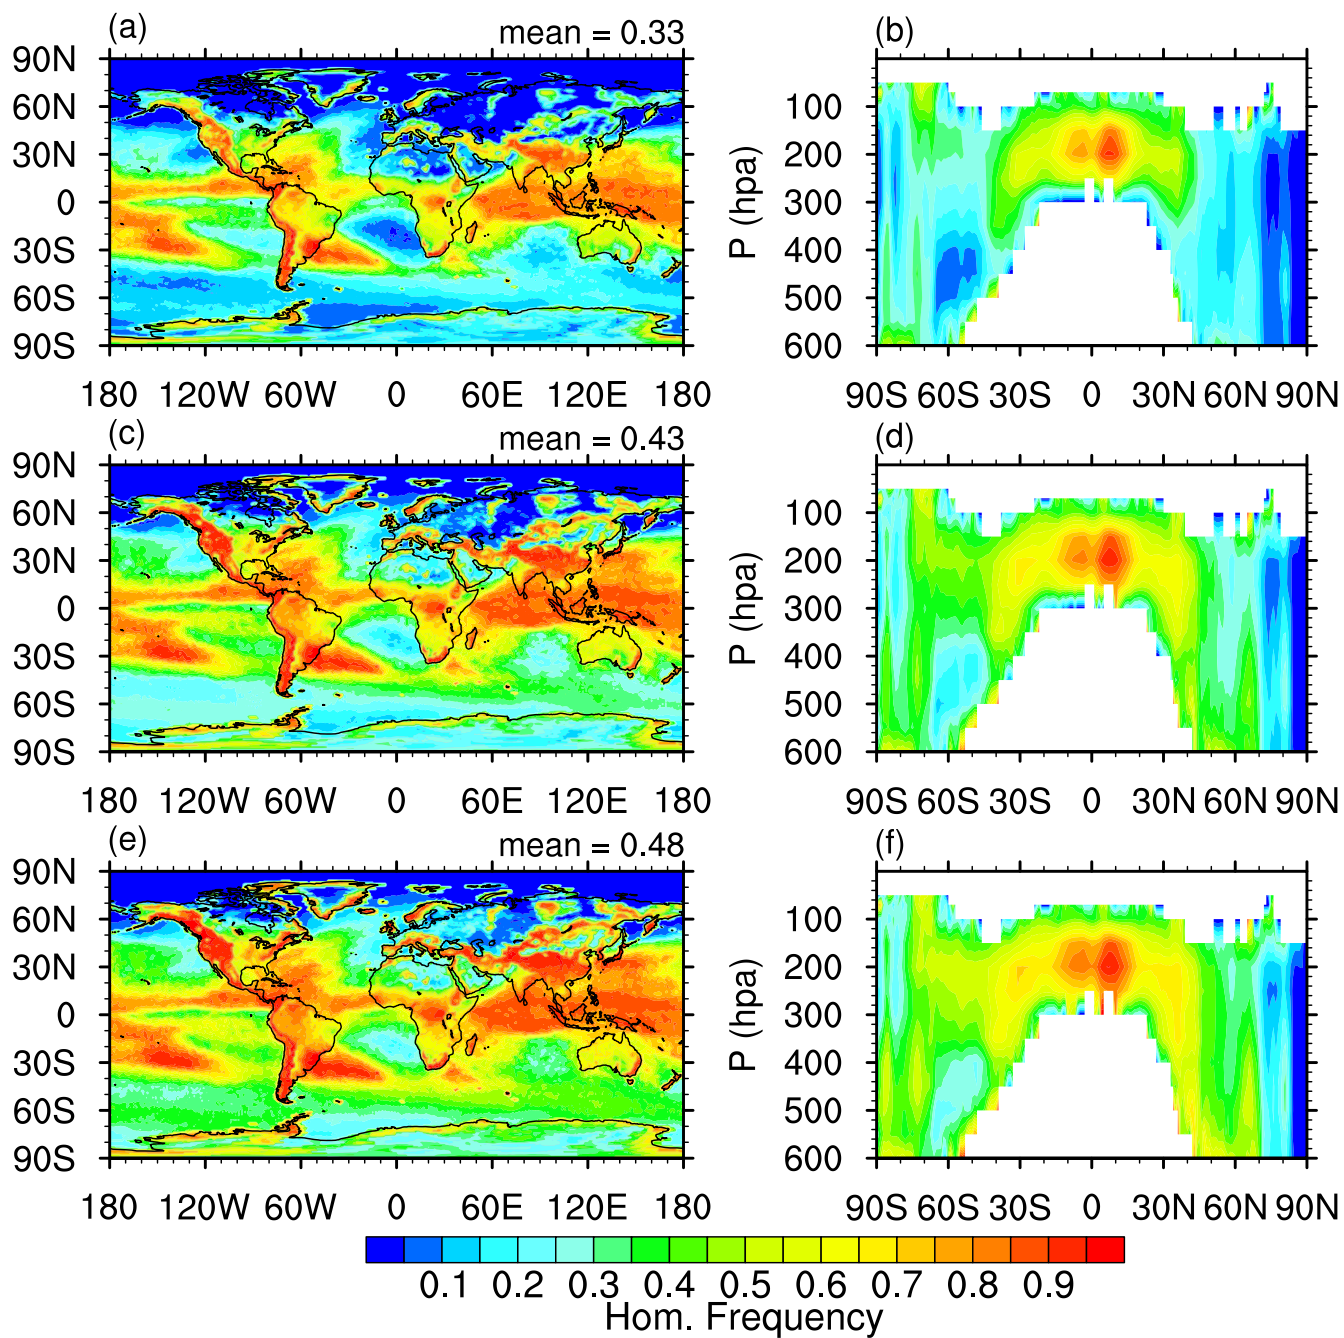 (a) mean = 0.33
90N
60N
30N
0
30S
60S
90S
180 120W 60W 0 60E 120E 180
(b)
P (hpa)
100
200
300
400
500
600
90S 60S 30S 0 30N 60N 90N
(c) mean = 0.43
90N
60N
30N
0
30S
60S
90S
180 120W 60W 0 60E 120E 180
(d)
P (hpa)
100
200
300
400
500
600
90S 60S 30S 0 30N 60N 90N
(e) mean = 0.48
90N
60N
30N
0
30S
60S
90S
180 120W 60W 0 60E 120E 180
(f)
P (hpa)
100
200
300
400
500
600
90S 60S 30S 0 30N 60N 90N
0.1 0.2 0.3 0.4 0.5 0.6 0.7 0.8 0.9
Hom. Frequency